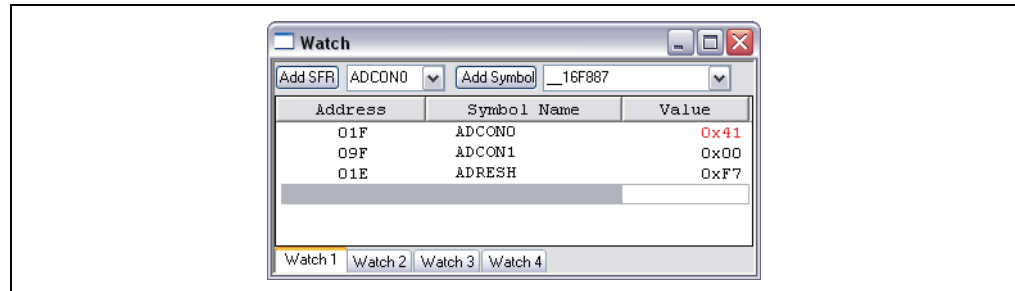 Watch
Add SFR ADCON0 Add Symbol __16F887
Address Symbol Name Value
01F ADCON0 0x41
09F ADCON1 0x00
01E ADRESH 0xF7
Watch 1 Watch 2 Watch 3 Watch 4